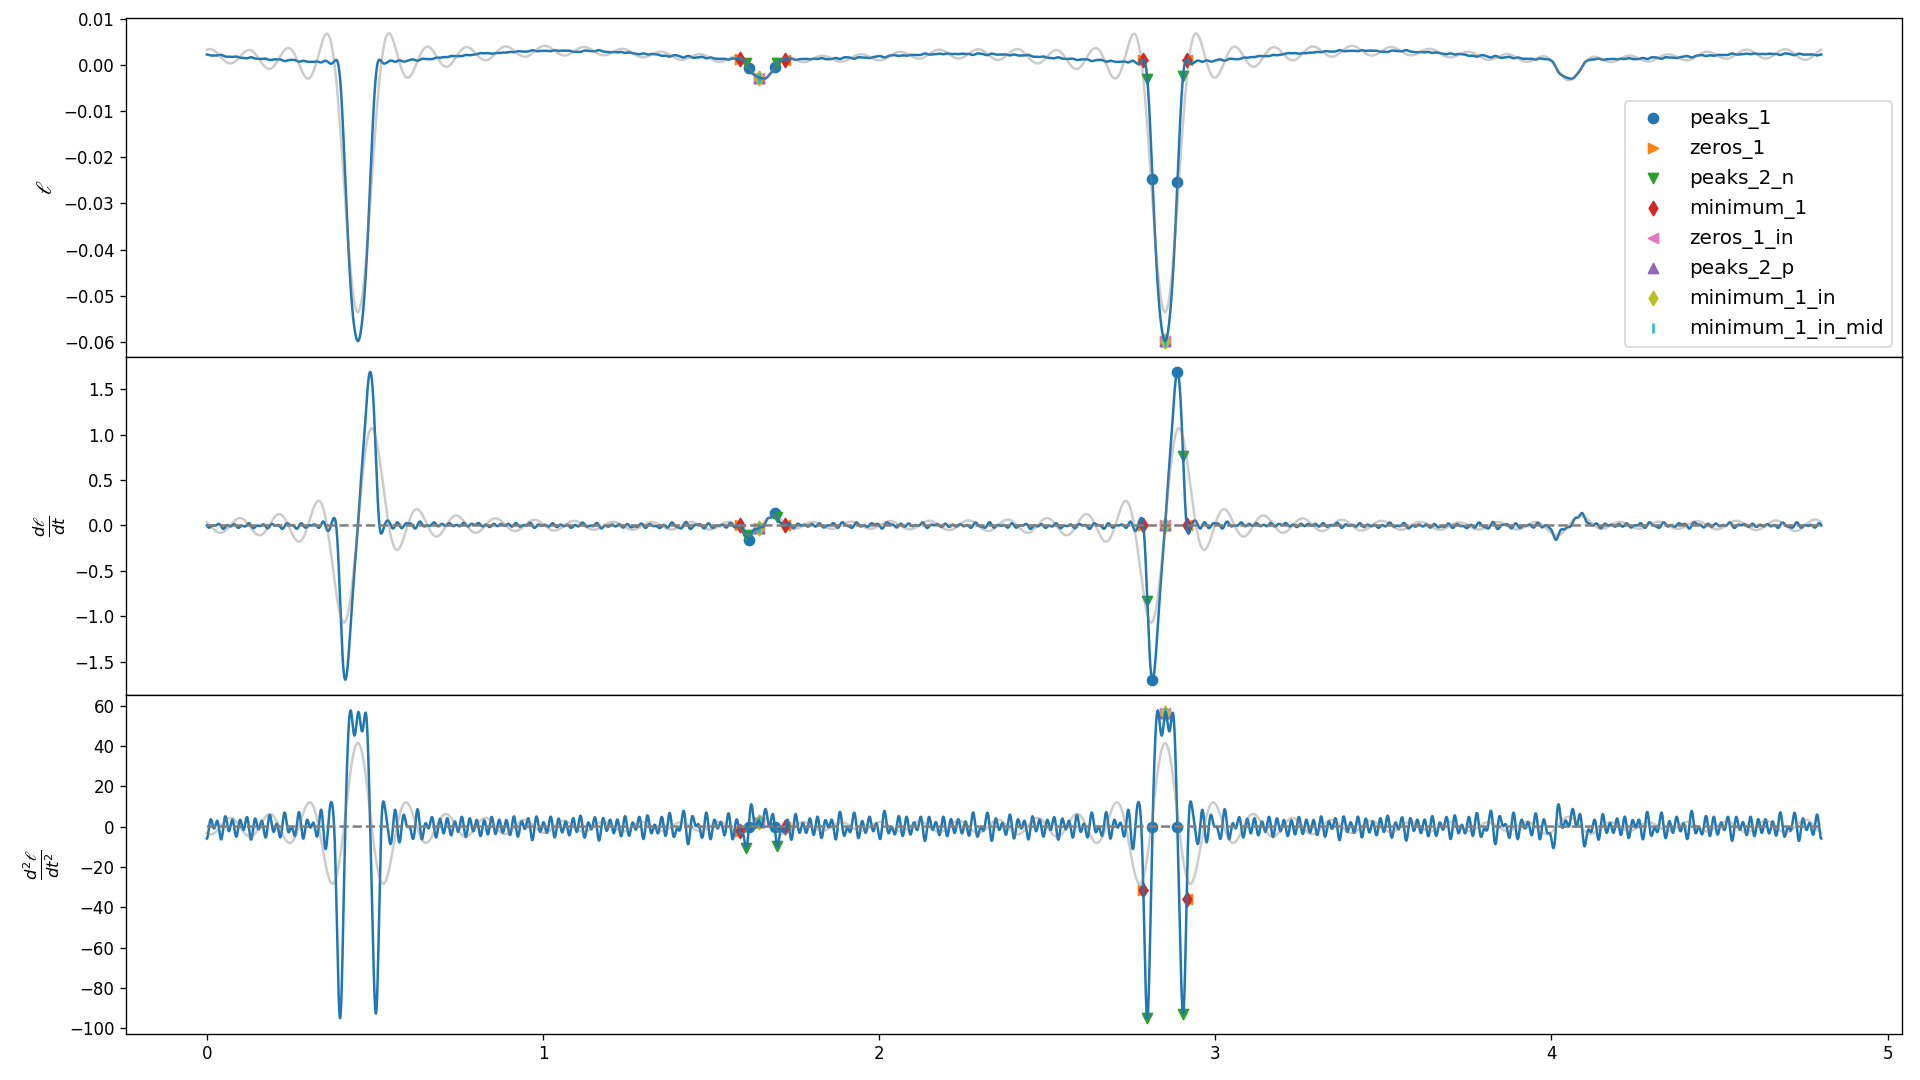 0.01
0.00
−0.01
−0.02
−0.03
−0.04
−0.05
−0.06
ℓ
peaks_1
zeros_1
peaks_2_n
minimum_1
zeros_1_in
peaks_2_p
minimum_1_in
minimum_1_in_mid
1.5
1.0
0.5
0.0
−0.5
−1.0
−1.5
dℓ
dt
60
40
20
0
−20
−40
−60
−80
−100
d²ℓ
dt²
0 1 2 3 4 5